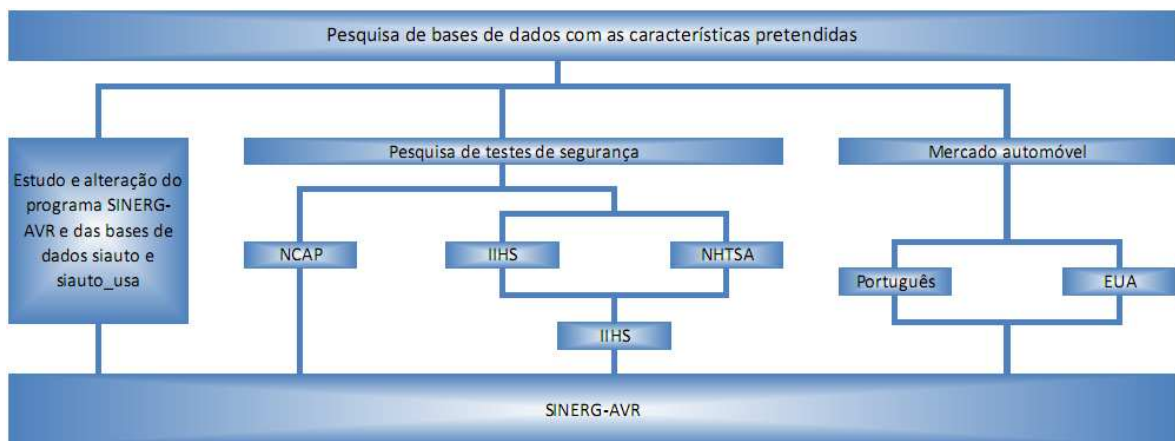 Pesquisa de bases de dados com as características pretendidas
Estudo e alteração do
programa SINERG-
AVR e das bases de
dados siauto e
siauto_usa
Pesquisa de testes de segurança
Mercado automóvel
NCAP
IIHS
NHTSA
Português
EUA
IIHS
SINERG-AVR